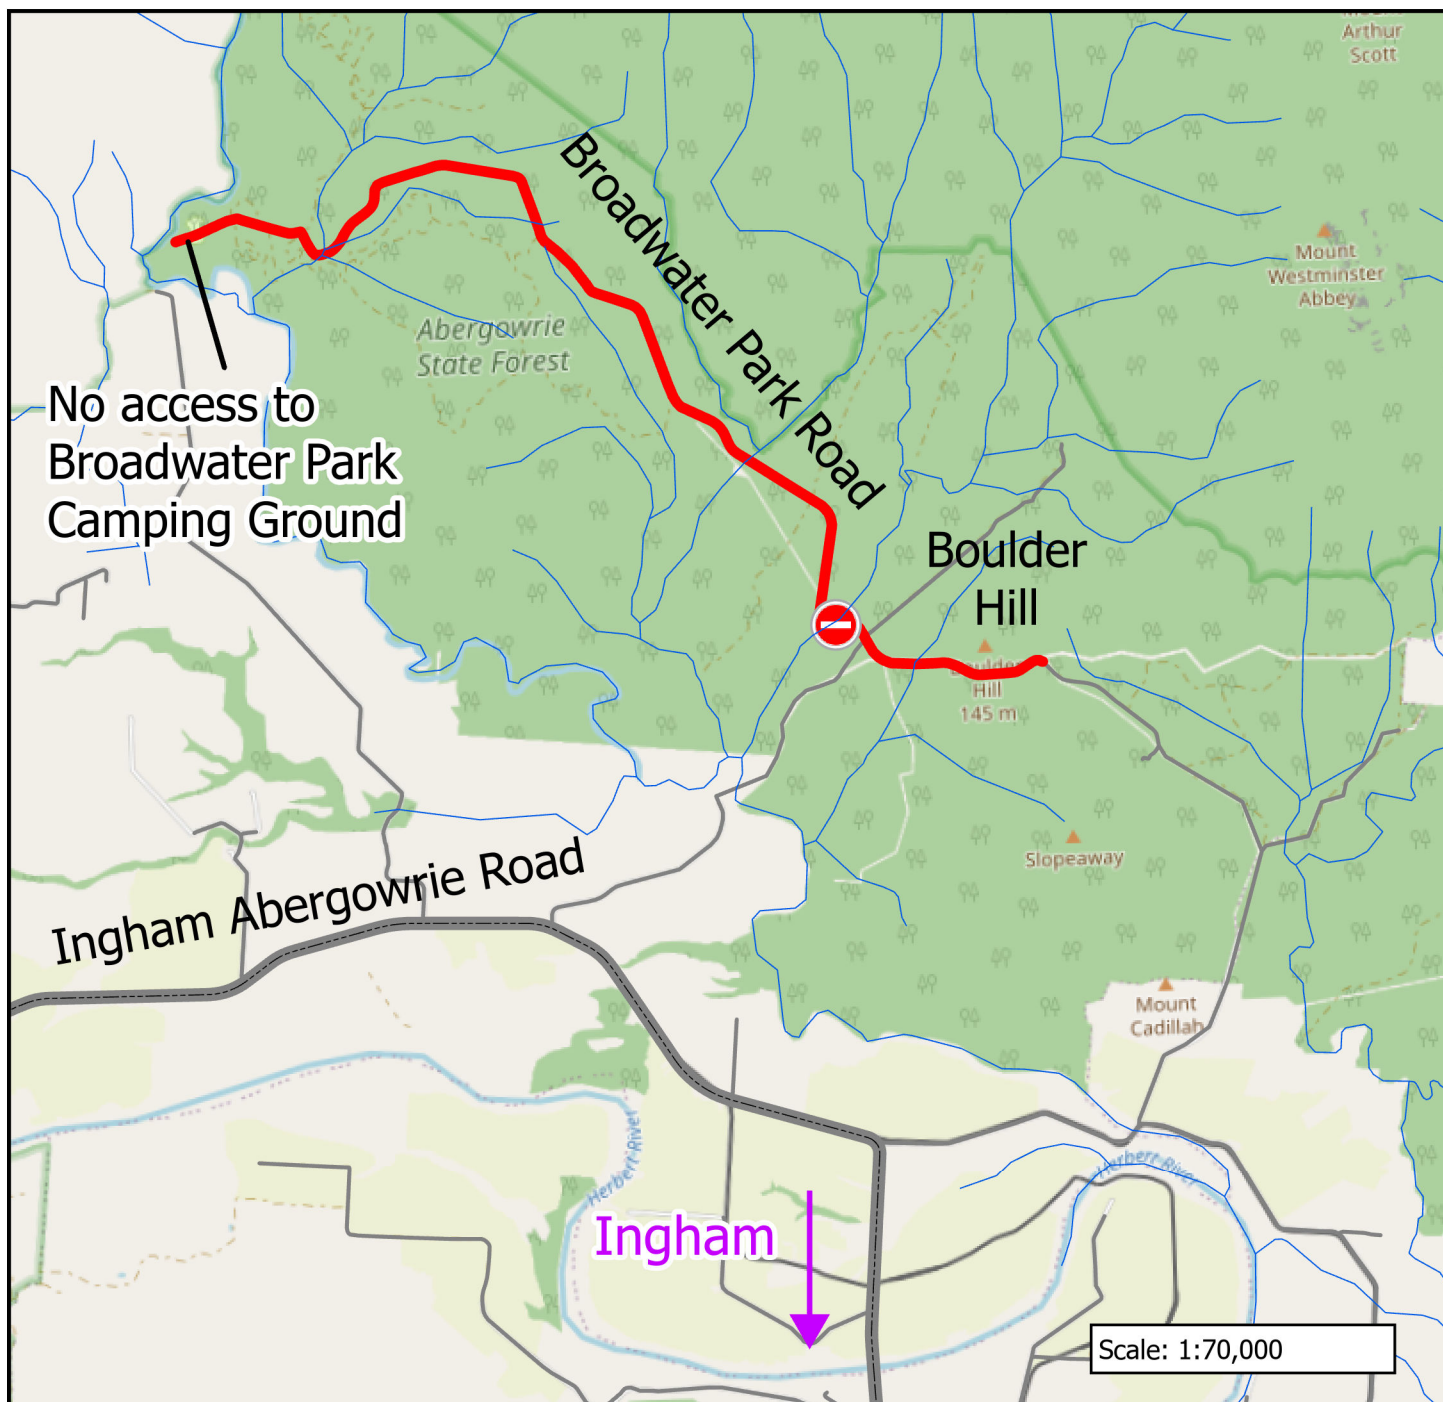 Arthur
Scott
Mount
Westminster
Abbey
Broadwater Park Road
Abergowrie
State Forest
No access to
Broadwater Park
Camping Ground
Boulder
Hill
Boulder
Hill
145 m
Slopeaway
Ingham Abergowrie Road
Mount
Cadillah
Herbert River
Herbert River
Ingham
Scale: 1:70,000